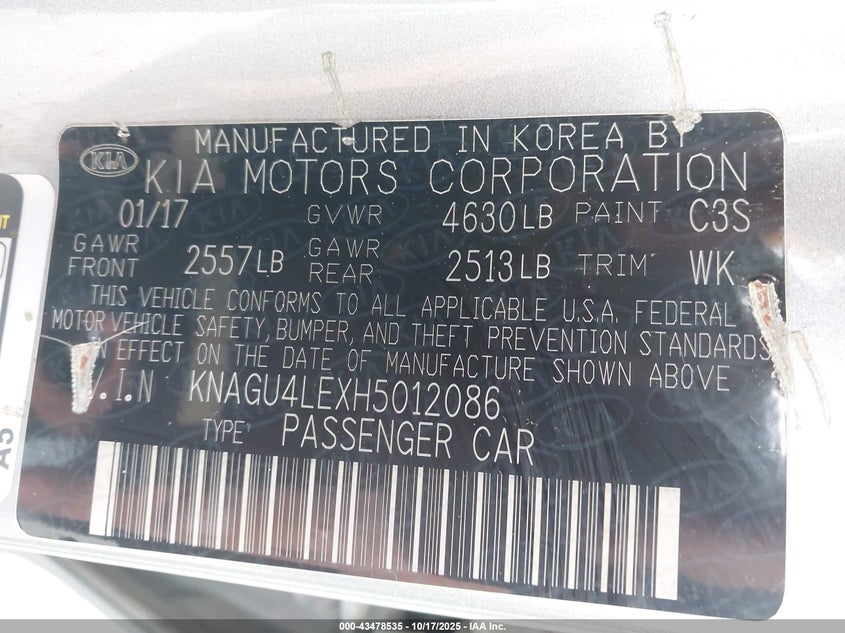 MANUFACTURED IN KOREA BY
KIA KIA MOTORS CORPORATION
01/17 GVWR 4630LB PAINT C3S
GAWR FRONT 2557LB GAWR REAR 2513LB TRIM WK
THIS VEHICLE CONFORMS TO ALL APPLICABLE U.S.A. FEDERAL
MOTOR VEHICLE SAFETY, BUMPER, AND THEFT PREVENTION STANDARDS
IN EFFECT ON THE DATE OF MANUFACTURE SHOWN ABOVE
V.I.N KNAGU4LEXH5012086
TYPE PASSENGER CAR
A5
000-43478535 - 10/17/2025 - IAA Inc.